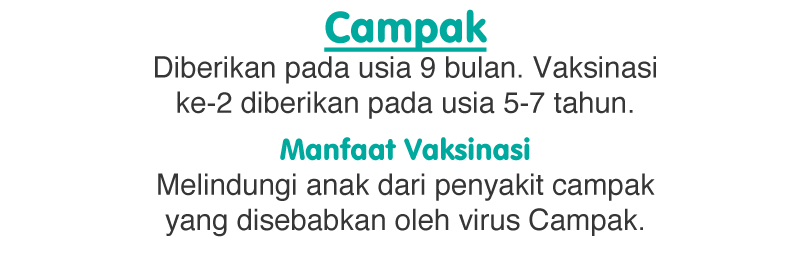 Campak
Diberikan pada usia 9 bulan. Vaksinasi
ke-2 diberikan pada usia 5-7 tahun.
Manfaat Vaksinasi
Melindungi anak dari penyakit campak
yang disebabkan oleh virus Campak.